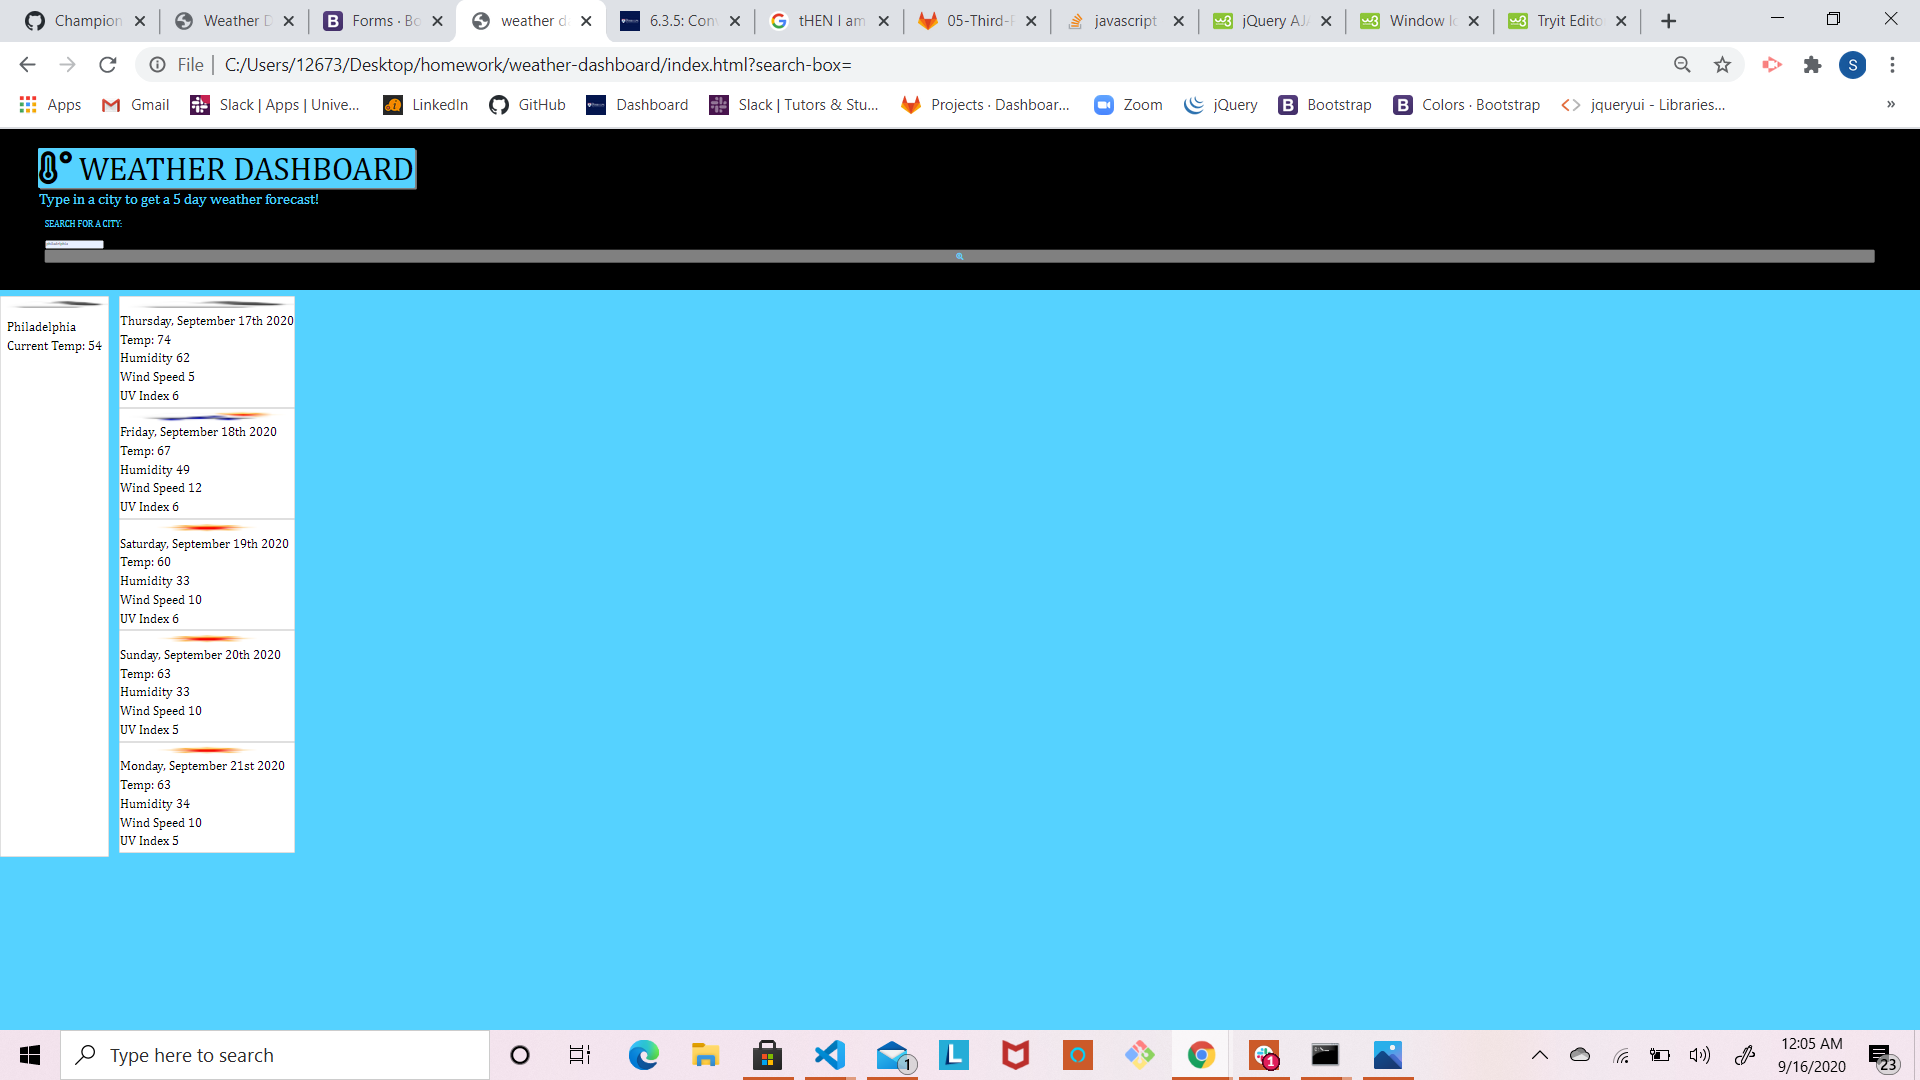 Champion
Weather D
Forms · Bo
weather d
6.3.5: Con
tHEN I am
05-Third-P
javascript
jQuery AJA
Window lo
Tryit Edito
File
C:/Users/12673/Desktop/homework/weather-dashboard/index.html?search-box=
S
Apps
Gmail
Slack | Apps | Unive...
LinkedIn
GitHub
Dashboard
Slack | Tutors & Stu...
Projects · Dashboar...
Zoom
jQuery
Bootstrap
Colors · Bootstrap
jqueryui - Libraries...
»
WEATHER DASHBOARD
Type in a city to get a 5 day weather forecast!
SEARCH FOR A CITY:
philadelphia
Philadelphia
Current Temp: 54
Thursday, September 17th 2020
Temp: 74
Humidity 62
Wind Speed 5
UV Index 6
Friday, September 18th 2020
Temp: 67
Humidity 49
Wind Speed 12
UV Index 6
Saturday, September 19th 2020
Temp: 60
Humidity 33
Wind Speed 10
UV Index 6
Sunday, September 20th 2020
Temp: 63
Humidity 33
Wind Speed 10
UV Index 5
Monday, September 21st 2020
Temp: 63
Humidity 34
Wind Speed 10
UV Index 5
Type here to search
1
L
1
12:05 AM
9/16/2020
23